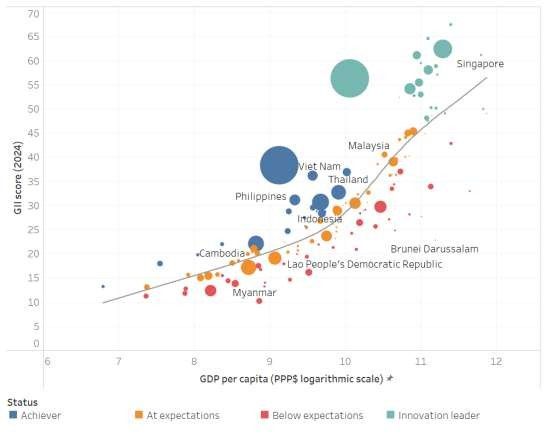 70
65
60
55
50
45
40
35
30
25
20
15
10
5
0
GII score (2024)
Singapore
Malaysia
Viet Nam
Thailand
Philippines
Indonesia
Brunei Darussalam
Cambodia
Lao People's Democratic Republic
Myanmar
6 7 8 9 10 11 12
GDP per capita (PPP$ logarithmic scale)
Status
Achiever At expectations Below expectations Innovation leader